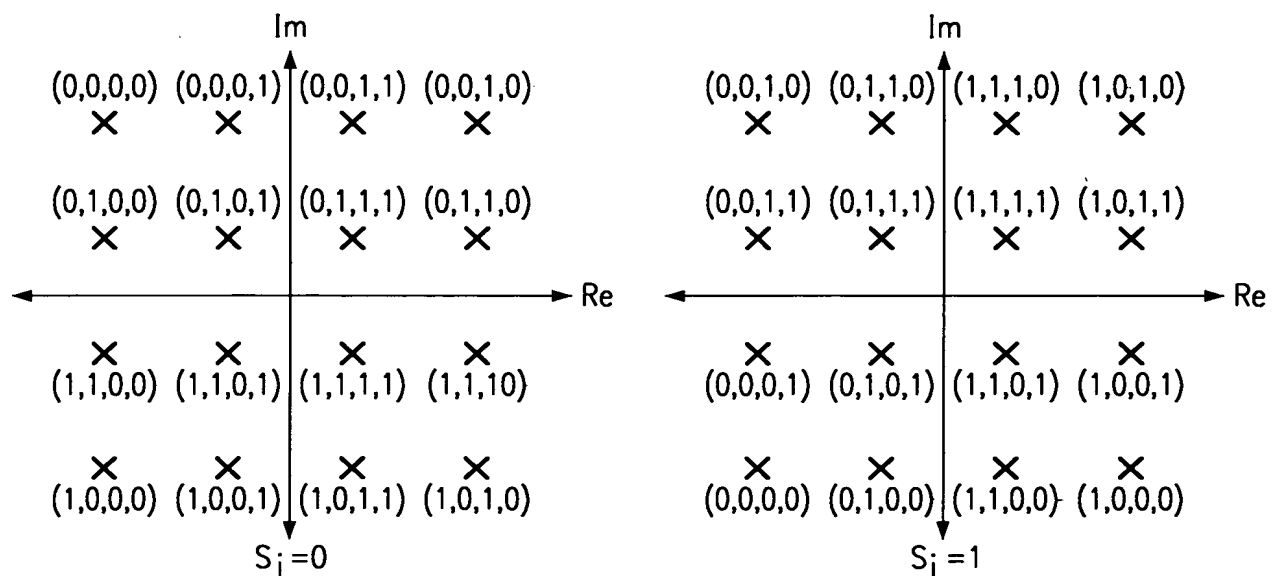 Im
(0,0,0,0) (0,0,0,1) (0,0,1,1) (0,0,1,0)
(0,1,0,0) (0,1,0,1) (0,1,1,1) (0,1,1,0)
Re
(1,1,0,0) (1,1,0,1) (1,1,1,1) (1,1,10)
(1,0,0,0) (1,0,0,1) (1,0,1,1) (1,0,1,0)
S_i=0
Im
(0,0,1,0) (0,1,1,0) (1,1,1,0) (1,0,1,0)
(0,0,1,1) (0,1,1,1) (1,1,1,1) (1,0,1,1)
Re
(0,0,0,1) (0,1,0,1) (1,1,0,1) (1,0,0,1)
(0,0,0,0) (0,1,0,0) (1,1,0,0) (1,0,0,0)
S_i=1